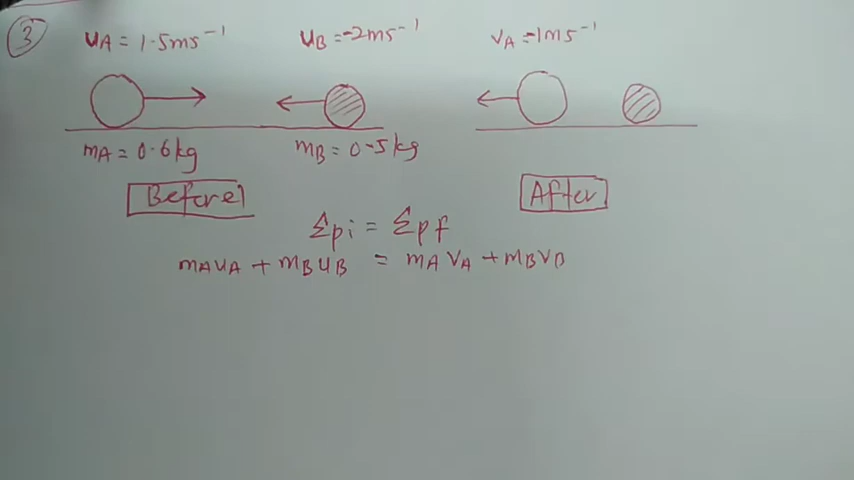 3
uA = 1.5ms⁻¹ uB = -2ms⁻¹ vA = -1ms⁻¹
mA = 0.6kg mB = 0.5kg
Before After
Σpi = Σpf
mAuA + mBuB = mAvA + mBvB